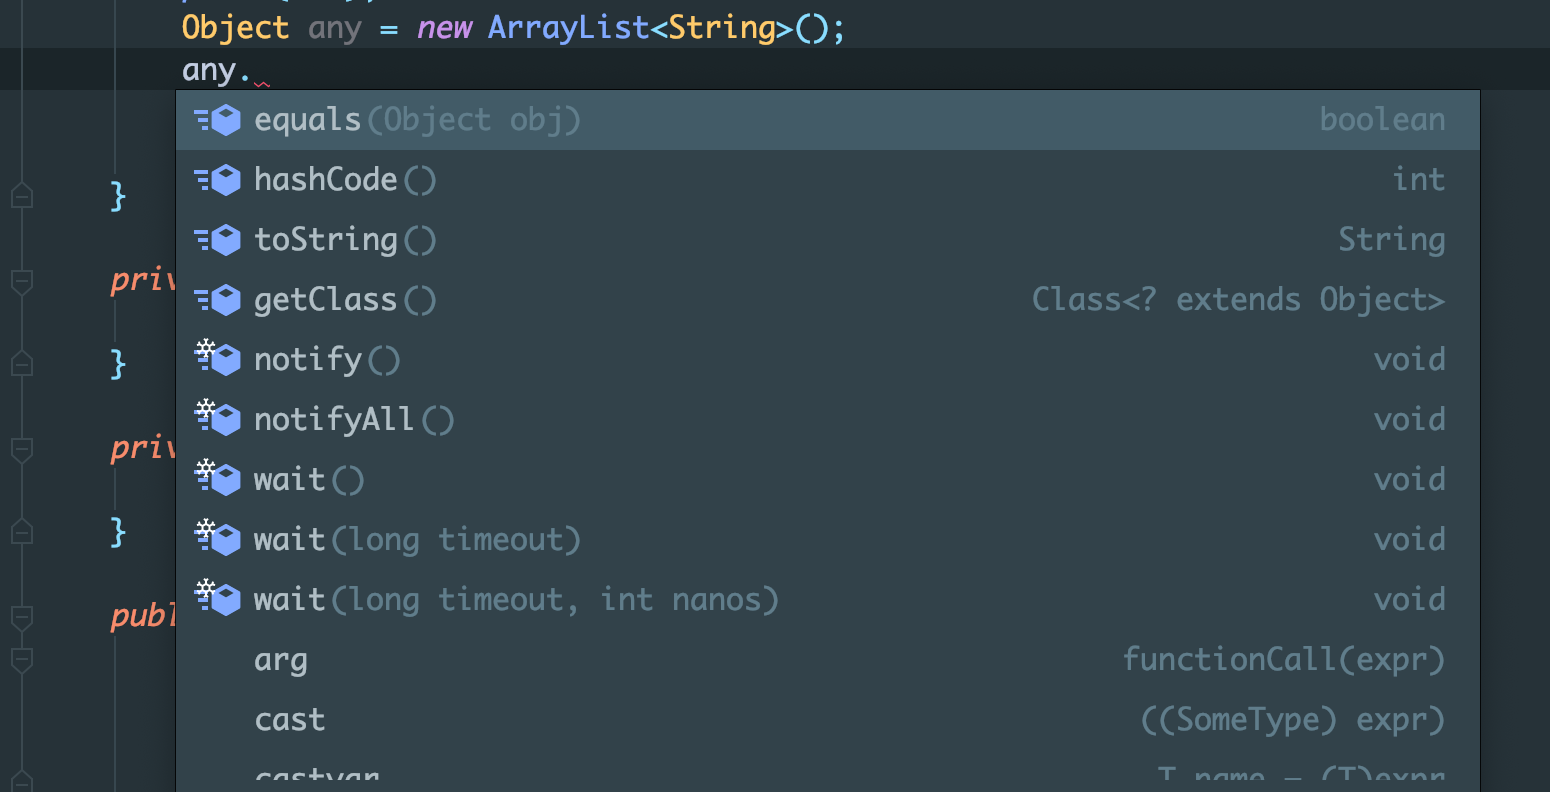 Object any = new ArrayList<String>();
any.
equals(Object obj) boolean
hashCode() int
}
toString() String
priv
getClass() Class<? extends Object>
notify() void
}
notifyAll() void
priv
wait() void
}
wait(long timeout) void
wait(long timeout, int nanos) void
publ
arg functionCall(expr)
cast ((SomeType) expr)
castvar T name = (T)expr